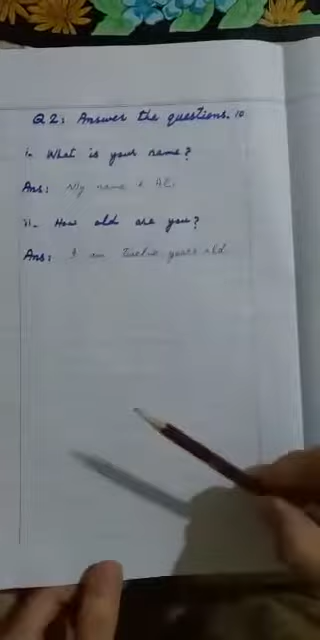 Q2: Answer the questions. 10
i- What is your name?
Ans: My name is Ali
ii- How old are you?
Ans: I am Twelve years old